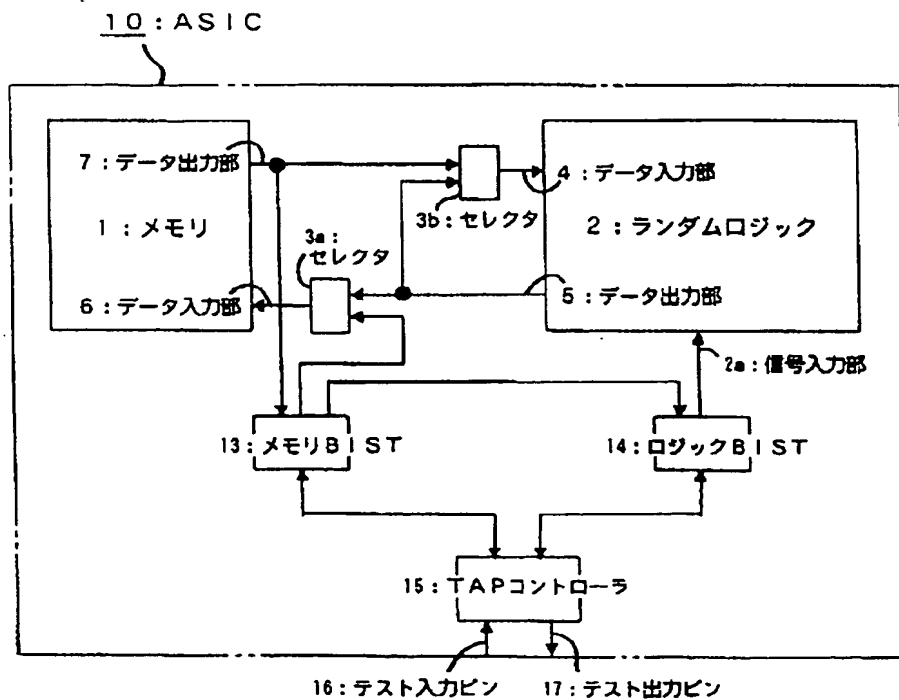 10:ASIC
7:データ出力部
1:メモリ
6:データ入力部
3a:
セレクタ
3b:セレクタ
4:データ入力部
2:ランダムロジック
5:データ出力部
2a:信号入力部
13:メモリBIST
14:ロジックBIST
15:TAPコントローラ
16:テスト入力ピン
17:テスト出力ピン